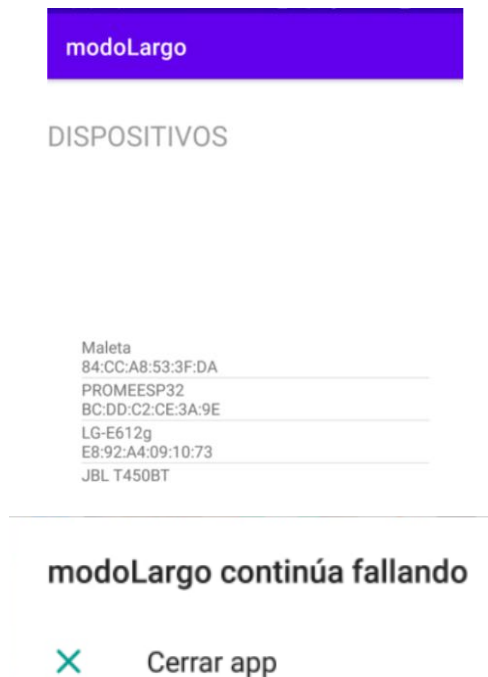 modoLargo
DISPOSITIVOS
Maleta
84:CC:A8:53:3F:DA
PROMEESP32
BC:DD:C2:CE:3A:9E
LG-E612g
E8:92:A4:09:10:73
JBL T450BT
modoLargo continúa fallando
Cerrar app